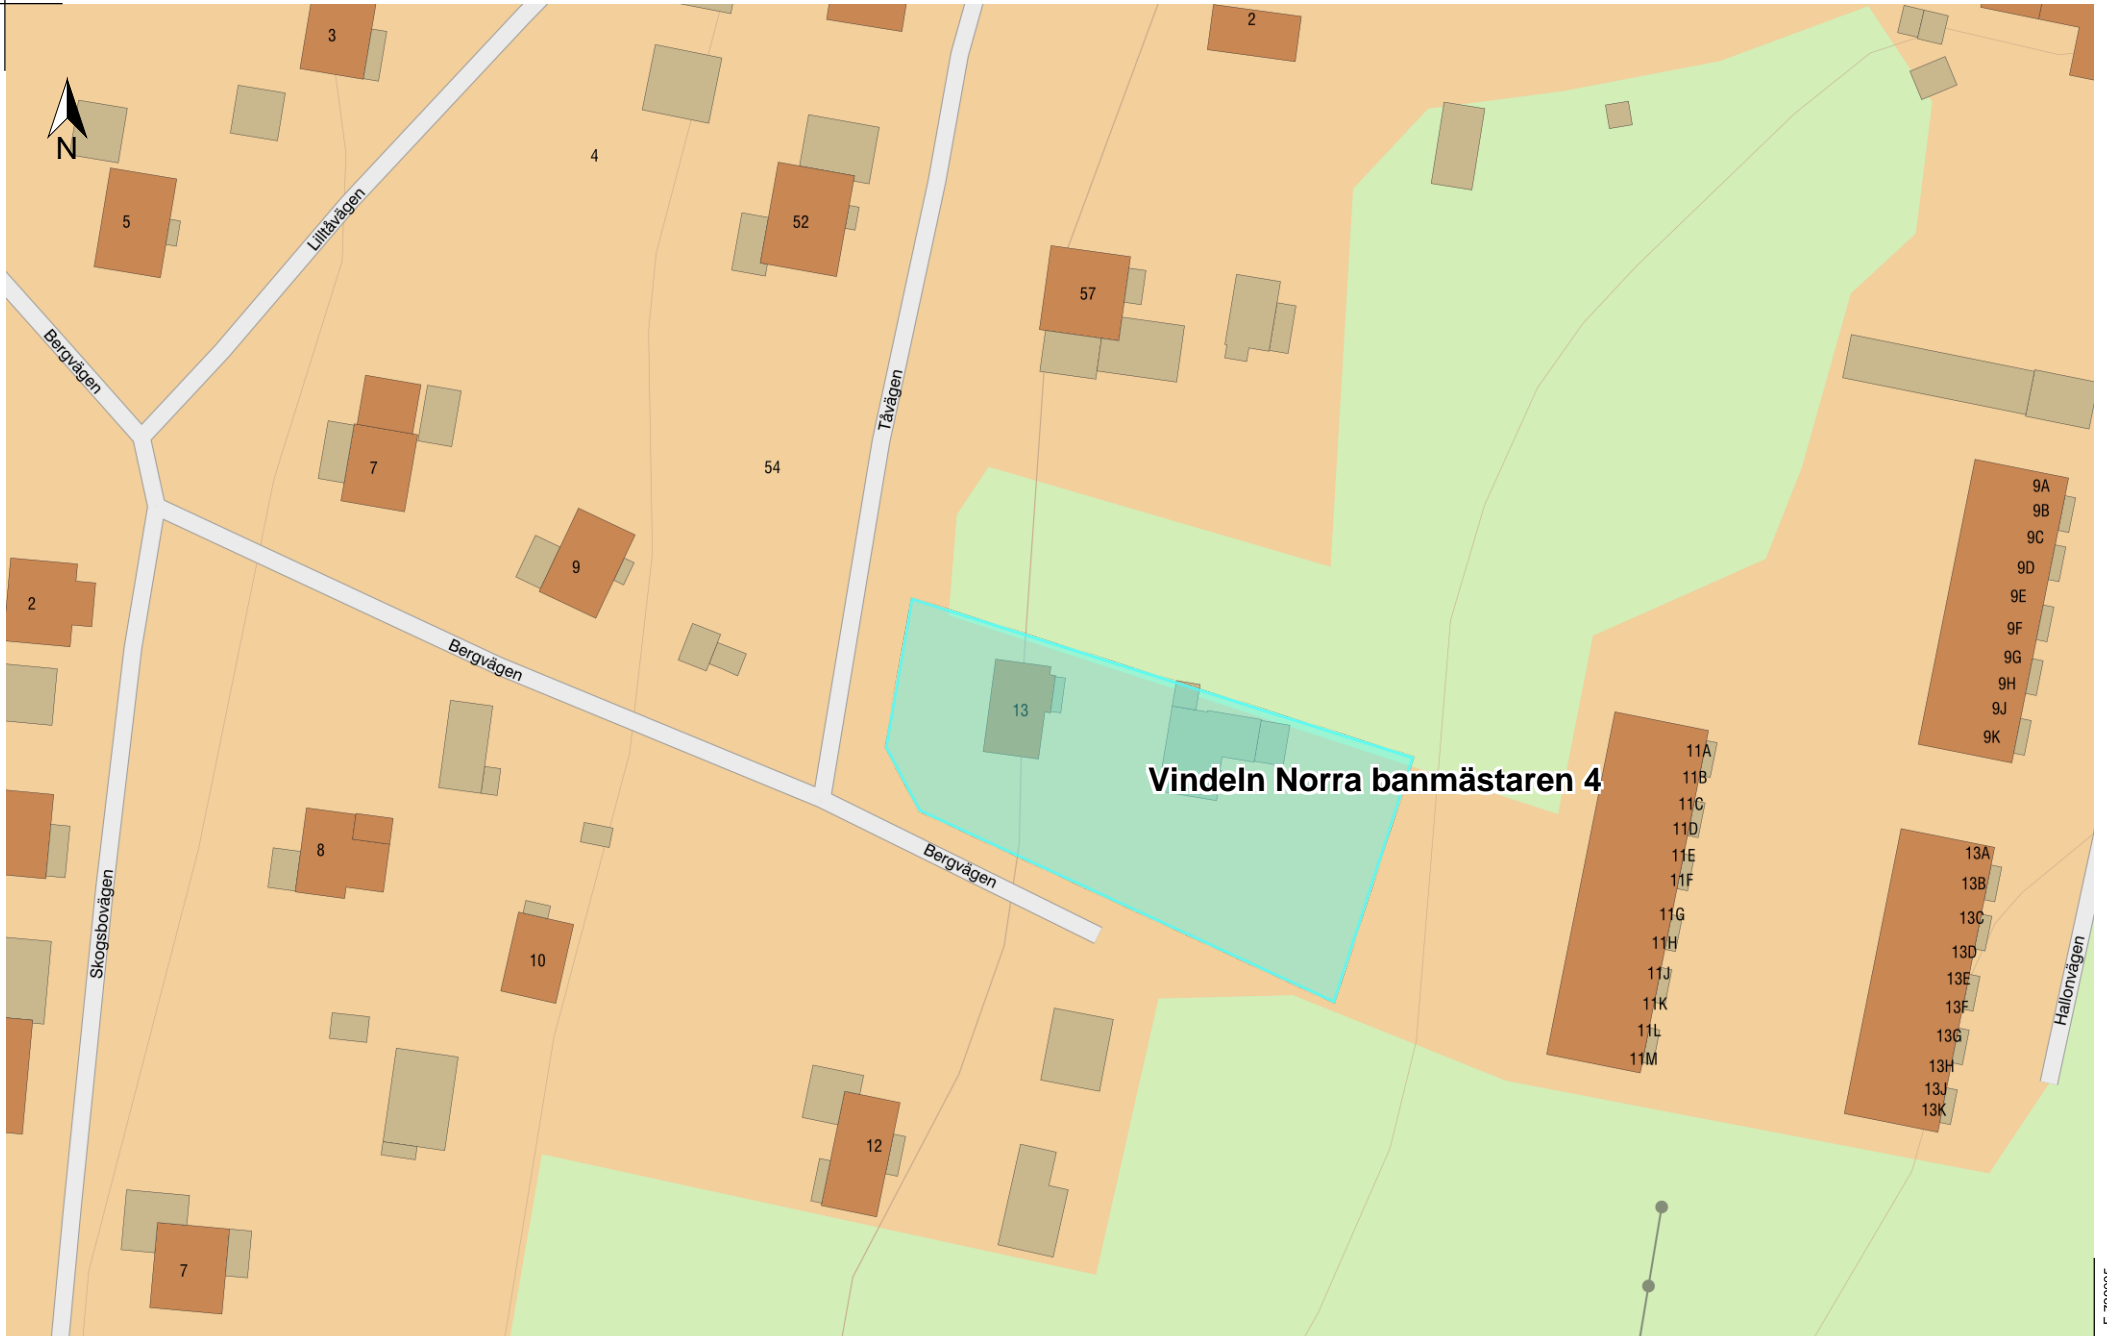 3
2
N
4
5
Lilltåvägen
52
57
Bergvägen
Tåvägen
7
54
9A
9B
9C
9D
9E
9F
9G
9H
9J
9K
9
2
Bergvägen
13
Vindeln Norra banmästaren 4
11A
11B
11C
11D
11E
11F
11G
11H
11J
11K
11L
11M
8
Bergvägen
13A
13B
13C
13D
13E
13F
13G
13H
13J
13K
Skogsbovägen
10
Hallonvägen
12
7